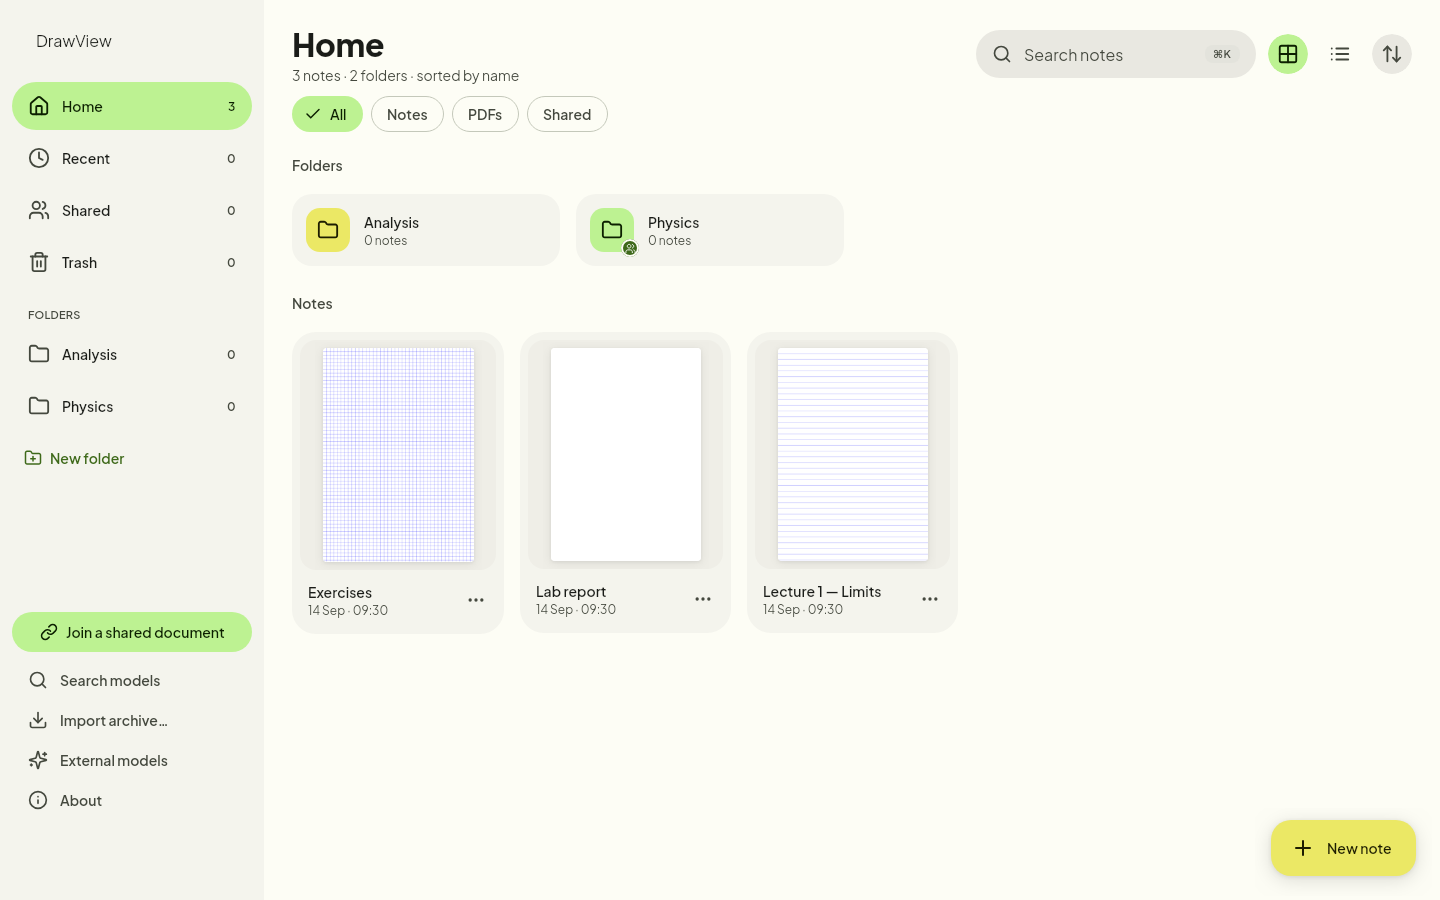 DrawView
Home 3
Recent 0
Shared 0
Trash 0
FOLDERS
Analysis 0
Physics 0
New folder
Join a shared document
Search models
Import archive…
External models
About
Home
3 notes · 2 folders · sorted by name
Search notes ⌘K
All Notes PDFs Shared
Folders
Analysis
0 notes
Physics
0 notes
Notes
Exercises
14 Sep · 09:30
Lab report
14 Sep · 09:30
Lecture 1 — Limits
14 Sep · 09:30
New note